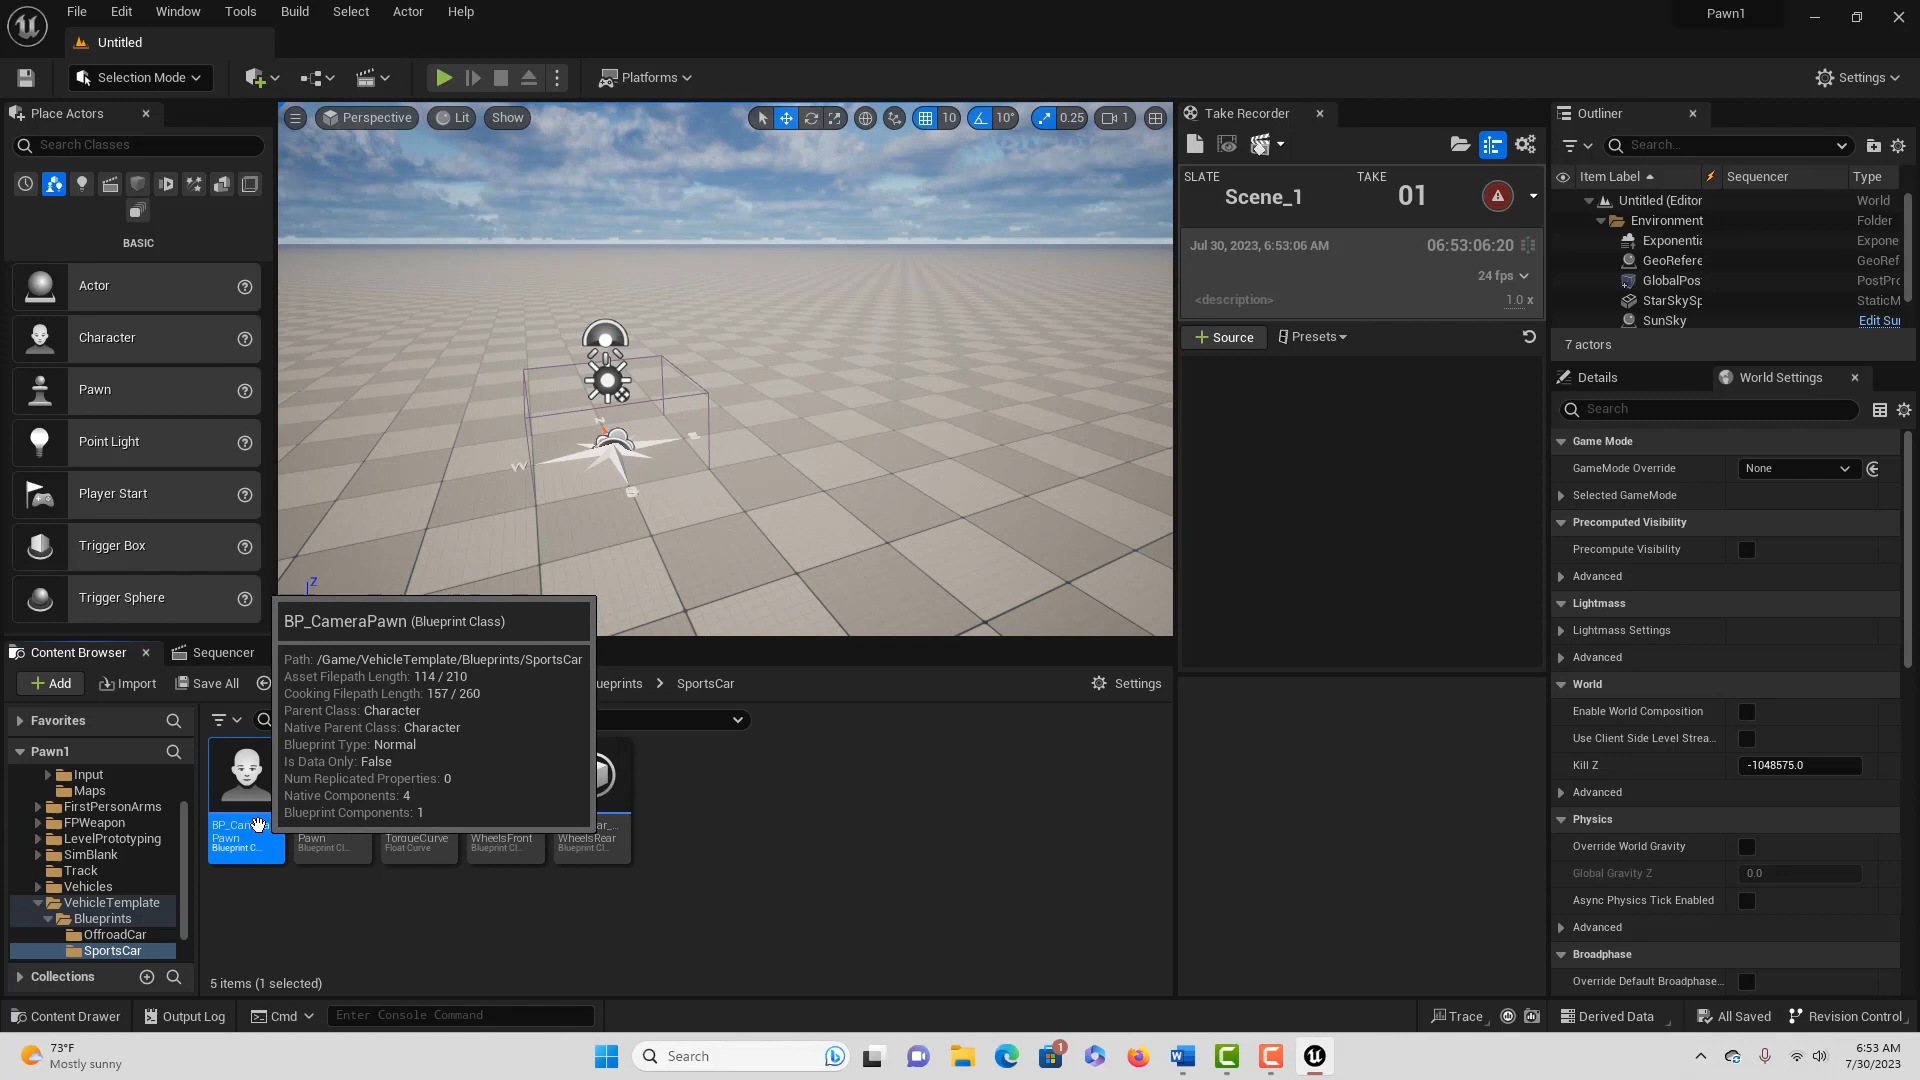 File Edit Window Tools Build Select Actor Help
Pawn1
Untitled
Selection Mode
Platforms
Settings
Place Actors
Search Classes
BASIC
Actor
Character
Pawn
Point Light
Player Start
Trigger Box
Trigger Sphere
Perspective Lit Show
10 10° 0.25 1
Z
W
Take Recorder
SLATE
Scene_1
TAKE
01
Jul 30, 2023, 6:53:06 AM
06:53:06:20
24 fps
<description>
1.0 x
Source
Presets
Outliner
Search...
Item Label Sequencer Type
Untitled (Editor World
Environment Folder
Exponentia Expone
GeoRefere GeoRef
GlobalPos PostPro
StarSkySp StaticM
SunSky Edit Su
7 actors
Details
World Settings
Search
Game Mode
GameMode Override None
Selected GameMode
Precomputed Visibility
Precompute Visibility
Advanced
Lightmass
Lightmass Settings
Advanced
World
Enable World Composition
Use Client Side Level Strea...
Kill Z -1048575.0
Advanced
Physics
Override World Gravity
Global Gravity Z 0.0
Async Physics Tick Enabled
Advanced
Broadphase
Override Default Broadphase...
BP_CameraPawn (Blueprint Class)
Path: /Game/VehicleTemplate/Blueprints/SportsCar
Asset Filepath Length: 114 / 210
Cooking Filepath Length: 157 / 260
Parent Class: Character
Native Parent Class: Character
Blueprint Type: Normal
Is Data Only: False
Num Replicated Properties: 0
Native Components: 4
Blueprint Components: 1
Content Browser
Sequencer
Add
Import
Save All
ueprints > SportsCar
Settings
Favorites
Pawn1
Input
Maps
FirstPersonArms
FPWeapon
LevelPrototyping
SimBlank
Track
Vehicles
VehicleTemplate
Blueprints
OffroadCar
SportsCar
Collections
Pawn
Blueprint C...
Pawn
Blueprint Cl...
TorqueCurve
Float Curve
WheelsFront
Blueprint Cl...
WheelsRear
Blueprint Cl...
5 items (1 selected)
Content Drawer
Output Log
Cmd
Enter Console Command
Trace
Derived Data
All Saved
Revision Control
73°F
Mostly sunny
Search
1
6:53 AM
7/30/2023